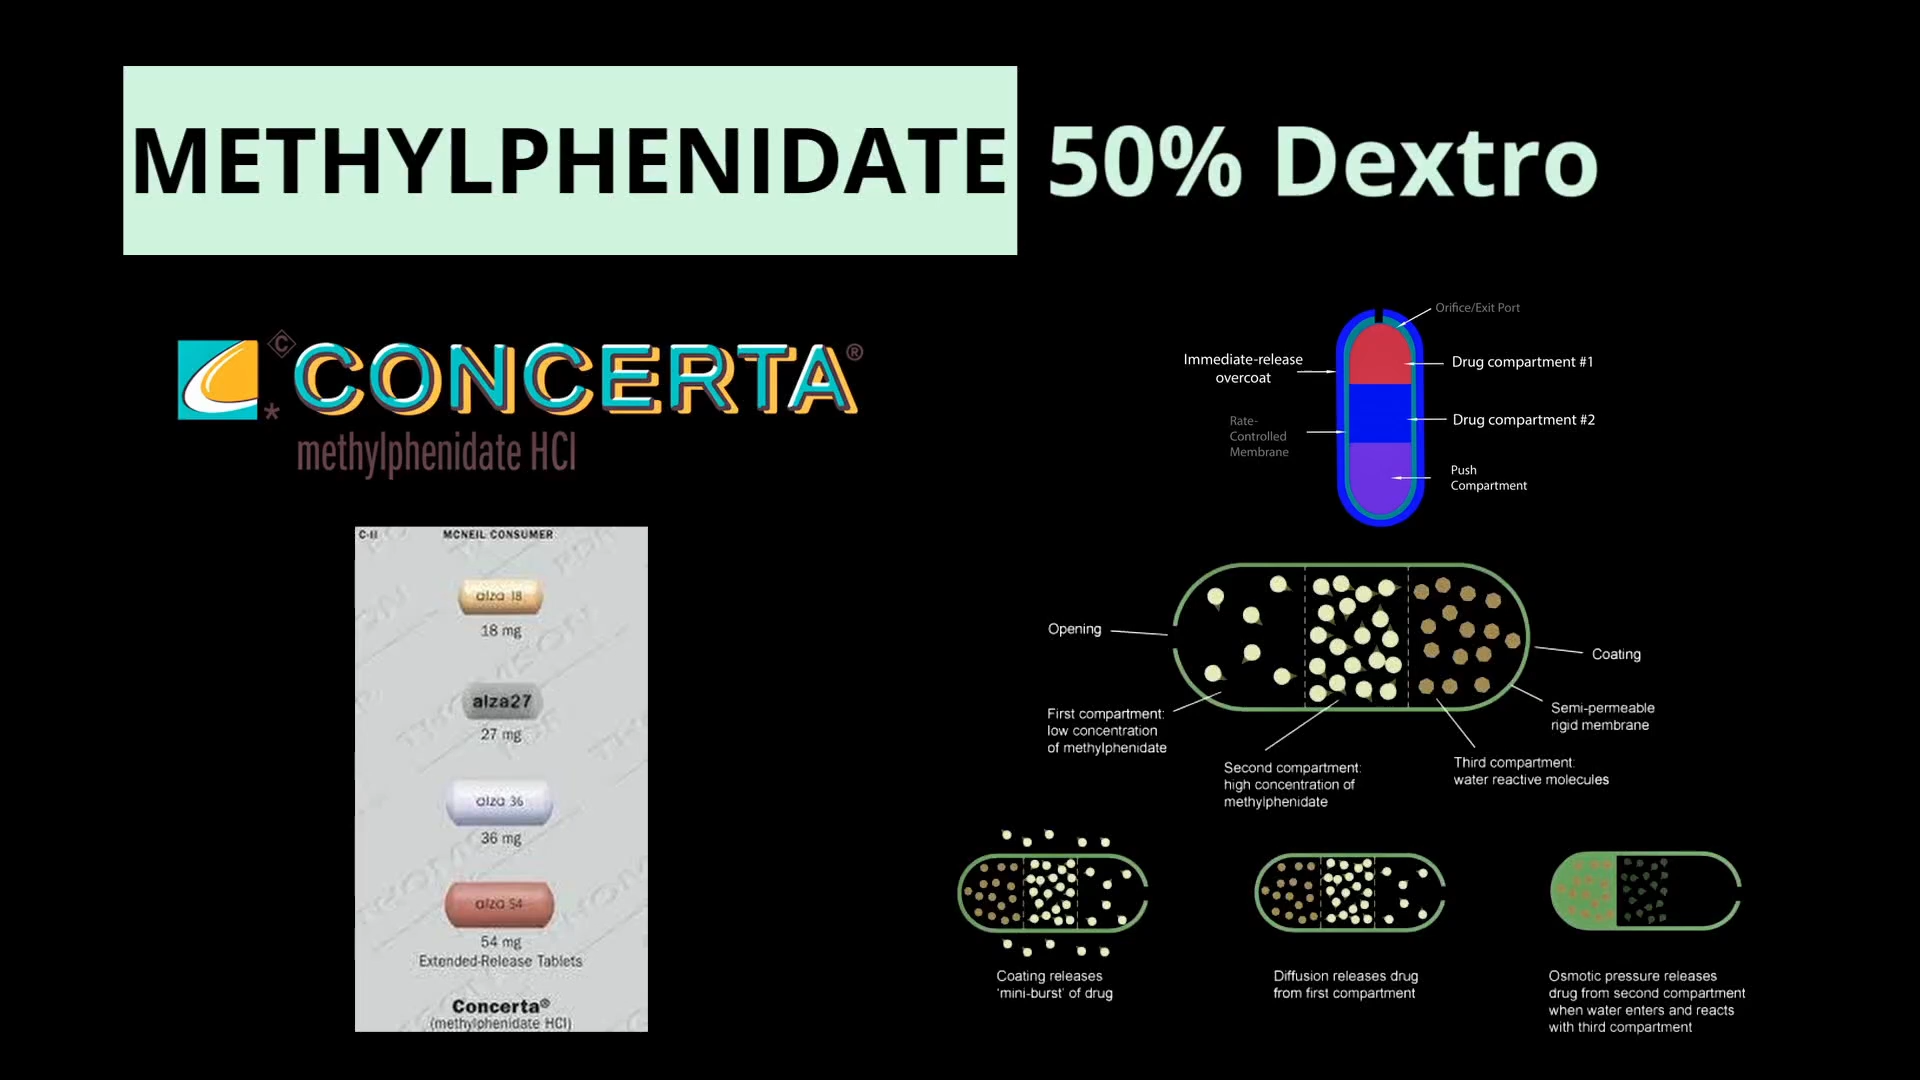 METHYLPHENIDATE 50% Dextro
© CONCERTA®
*
methylphenidate HCl
C-II MCNEIL CONSUMER
alza 18
18 mg
alza27
27 mg
alza 36
36 mg
alza 54
54 mg
Extended-Release Tablets
Concerta®
(methylphenidate HCl)
Orifice/Exit Port
Immediate-release
overcoat
Drug compartment #1
Rate-
Controlled
Membrane
Drug compartment #2
Push
Compartment
Opening
Coating
First compartment:
low concentration
of methylphenidate
Semi-permeable
rigid membrane
Second compartment:
high concentration of
methylphenidate
Third compartment:
water reactive molecules
Coating releases
'mini-burst' of drug
Diffusion releases drug
from first compartment
Osmotic pressure releases
drug from second compartment
when water enters and reacts
with third compartment